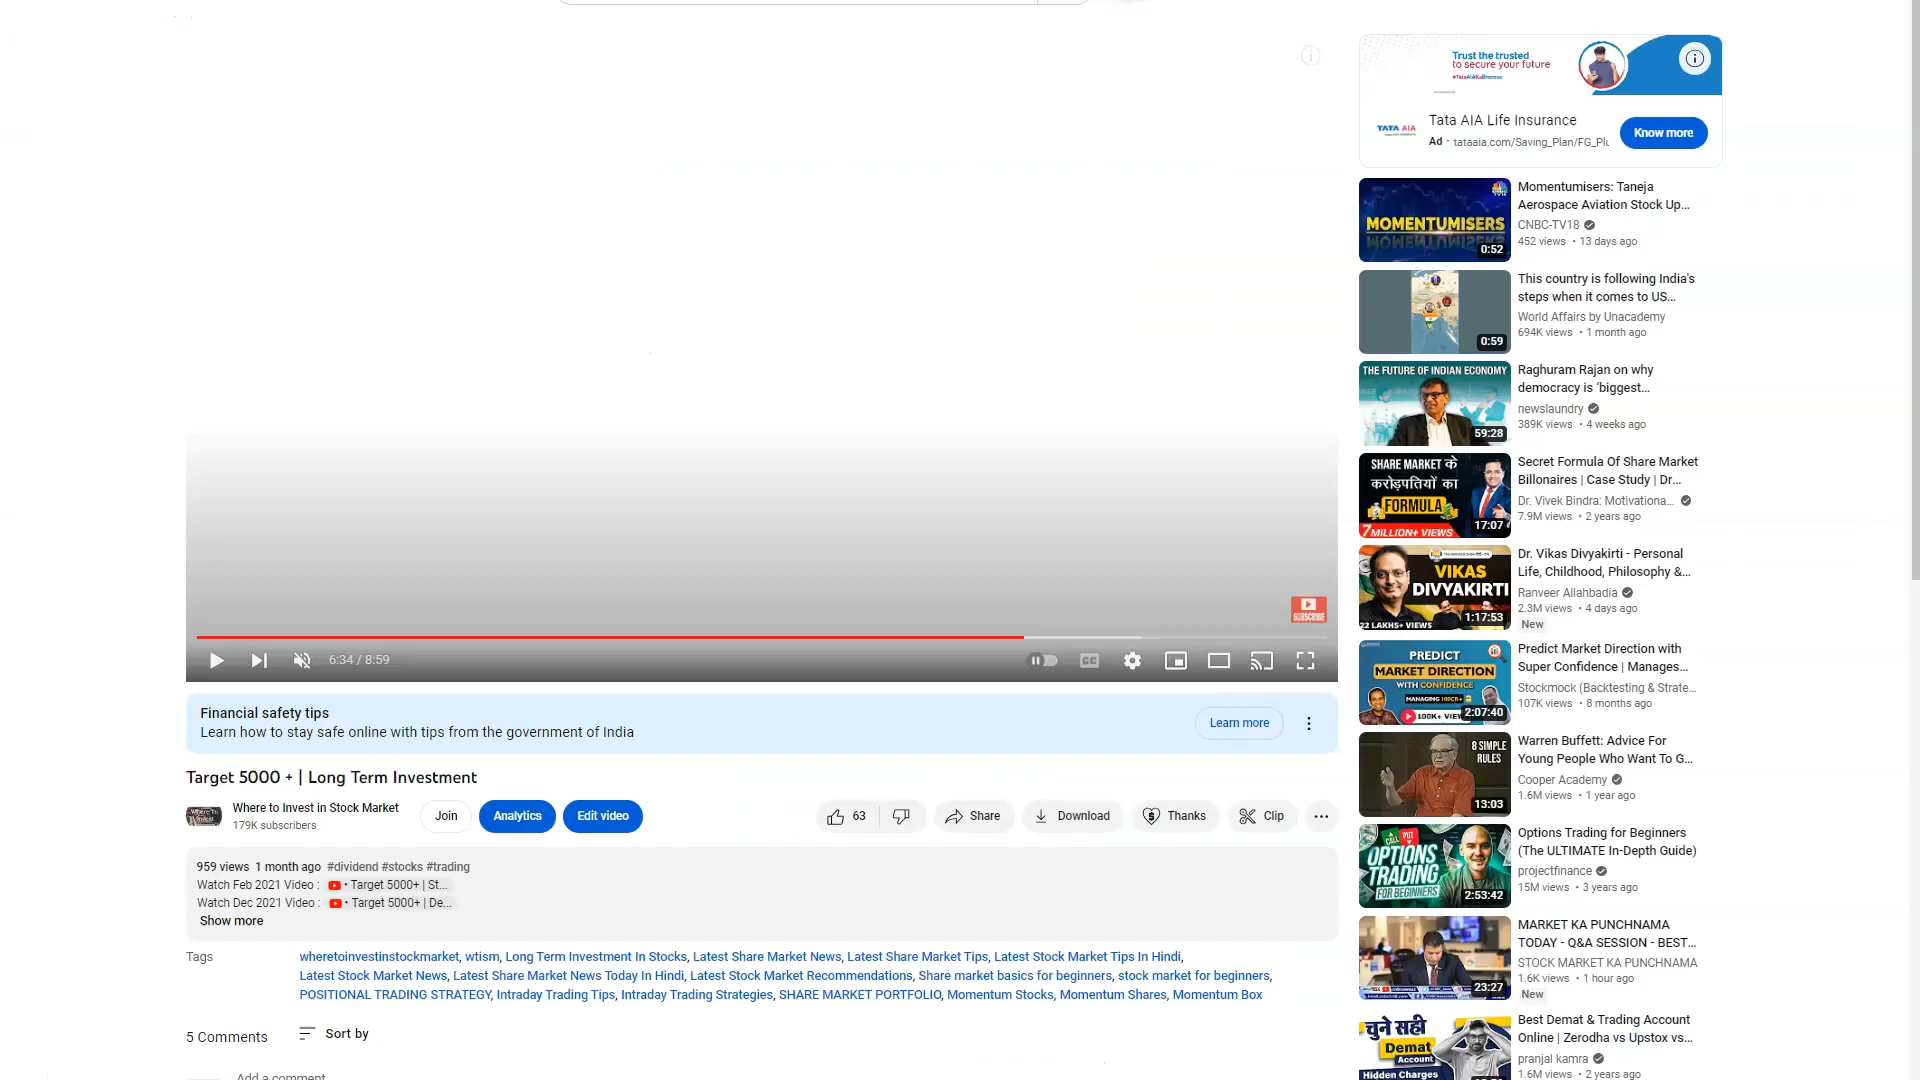 SUBSCRIBE
6:34 / 8:59
CC
Financial safety tips
Learn how to stay safe online with tips from the government of India
Learn more
Target 5000 + | Long Term Investment
Where to Invest in Stock Market
179K subscribers
Join
Analytics
Edit video
63
Share
Download
Thanks
Clip
959 views 1 month ago #dividend #stocks #trading
Watch Feb 2021 Video : • Target 5000+ | St...
Watch Dec 2021 Video : • Target 5000+ | De...
Show more
Tags
wheretoinvestinstockmarket, wtism, Long Term Investment In Stocks, Latest Share Market News, Latest Share Market Tips, Latest Stock Market Tips In Hindi,
Latest Stock Market News, Latest Share Market News Today In Hindi, Latest Stock Market Recommendations, Share market basics for beginners, stock market for beginners,
POSITIONAL TRADING STRATEGY, Intraday Trading Tips, Intraday Trading Strategies, SHARE MARKET PORTFOLIO, Momentum Stocks, Momentum Shares, Momentum Box
5 Comments
Sort by
Add a comment
Trust the trusted
to secure your future
TATA AIA
Tata AIA Life Insurance
Ad · tataaia.com/Saving_Plan/FG_Plu
Know more
MOMENTUMISERS
0:52
Momentumisers: Taneja
Aerospace Aviation Stock Up...
CNBC-TV18
452 views • 13 days ago
0:59
This country is following India's
steps when it comes to US...
World Affairs by Unacademy
694K views • 1 month ago
THE FUTURE OF INDIAN ECONOMY
59:28
Raghuram Rajan on why
democracy is ‘biggest...
newslaundry
389K views • 4 weeks ago
SHARE MARKET के
करोड़पतियों का
FORMULA
7 MILLION+ VIEWS
17:07
Secret Formula Of Share Market
Billonaires | Case Study | Dr...
Dr. Vivek Bindra: Motivationa...
7.9M views • 2 years ago
VIKAS
DIVYAKIRTI
22 LAKHS+ VIEWS
1:17:53
Dr. Vikas Divyakirti - Personal
Life, Childhood, Philosophy &...
Ranveer Allahbadia
2.3M views • 4 days ago
New
PREDICT
MARKET DIRECTION
WITH CONFIDENCE
MANAGING 100CR+
100K+ VIEW
2:07:40
Predict Market Direction with
Super Confidence | Manages...
Stockmock (Backtesting & Strate...
107K views • 8 months ago
8 SIMPLE
RULES
13:03
Warren Buffett: Advice For
Young People Who Want To G...
Cooper Academy
1.6M views • 1 year ago
CALL PUT
OPTIONS
TRADING
FOR BEGINNERS
2:53:42
Options Trading for Beginners
(The ULTIMATE In-Depth Guide)
projectfinance
15M views • 3 years ago
23:27
MARKET KA PUNCHNAMA
TODAY - Q&A SESSION - BEST...
STOCK MARKET KA PUNCHNAMA
1.6K views • 1 hour ago
New
चुने सही
Demat
Account
Hidden Charges
Best Demat & Trading Account
Online | Zerodha vs Upstox vs...
pranjal kamra
1.6M views • 2 years ago